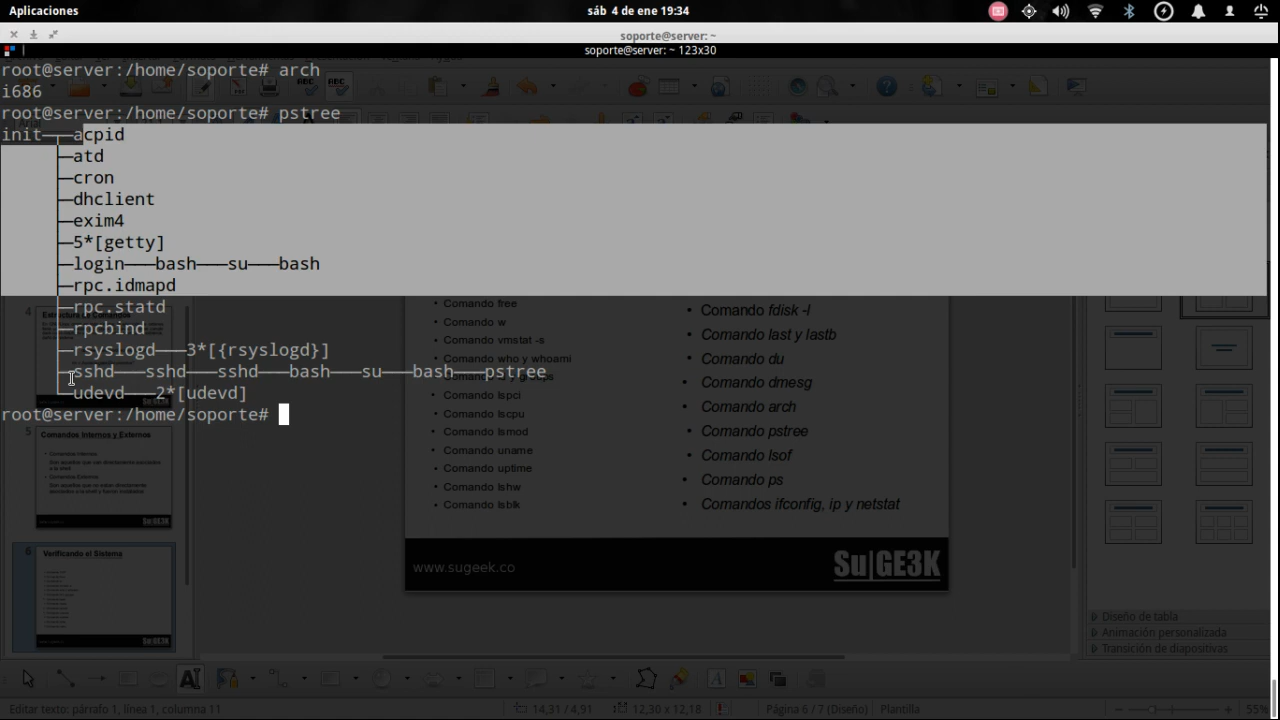 Aplicaciones
sáb 4 de ene 19:34
soporte@server: ~
soporte@server: ~ 123x30
root@server:/home/soporte# arch
i686
root@server:/home/soporte# pstree
init─┬─acpid
├─atd
├─cron
├─dhclient
├─exim4
├─5*[getty]
├─login───bash───su───bash
├─rpc.idmapd
├─rpc.statd
├─rpcbind
├─rsyslogd───3*[{rsyslogd}]
├─sshd───sshd───sshd───bash───su───bash───pstree
└─udevd───2*[udevd]
root@server:/home/soporte#
4
5
Comandos Internos y Externos
6
Verificando el Sistema
• Comando free
• Comando w
• Comando vmstat -s
• Comando who y whoami
groups
• Comando lspci
• Comando lscpu
• Comando lsmod
• Comando uname
• Comando uptime
• Comando lshw
• Comando lsblk
• Comando fdisk -l
• Comando last y lastb
• Comando du
• Comando dmesg
• Comando arch
• Comando pstree
• Comando lsof
• Comando ps
• Comandos ifconfig, ip y netstat
www.sugeek.co
Su|GE3K
Diseño de tabla
Animación personalizada
Transición de diapositivas
Editar texto: párrafo 1, línea 1, columna 11
14,31 / 4,91
12,30 x 12,18
Página 6 / 7 (Diseño)
Plantilla
55%